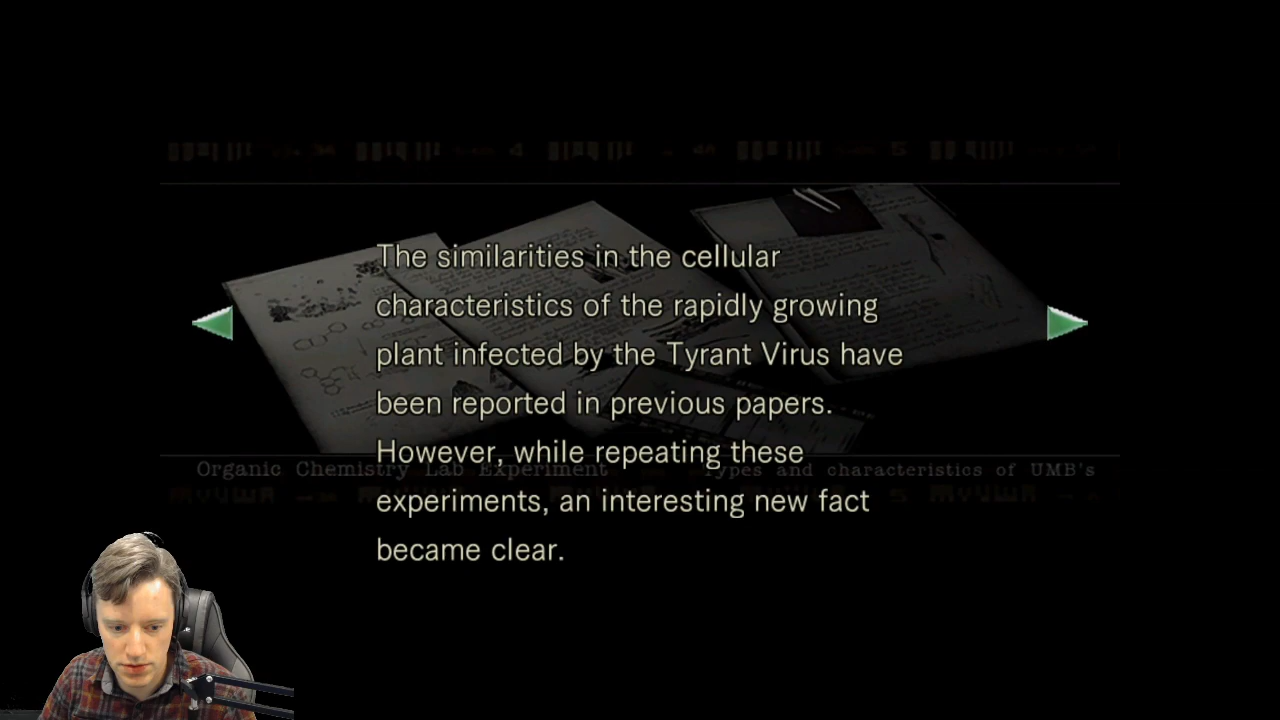 The similarities in the cellular
characteristics of the rapidly growing
plant infected by the Tyrant Virus have
been reported in previous papers.
However, while repeating these
Organic Chemistry Lab Experiment Types and characteristics of UMB's
experiments, an interesting new fact
became clear.